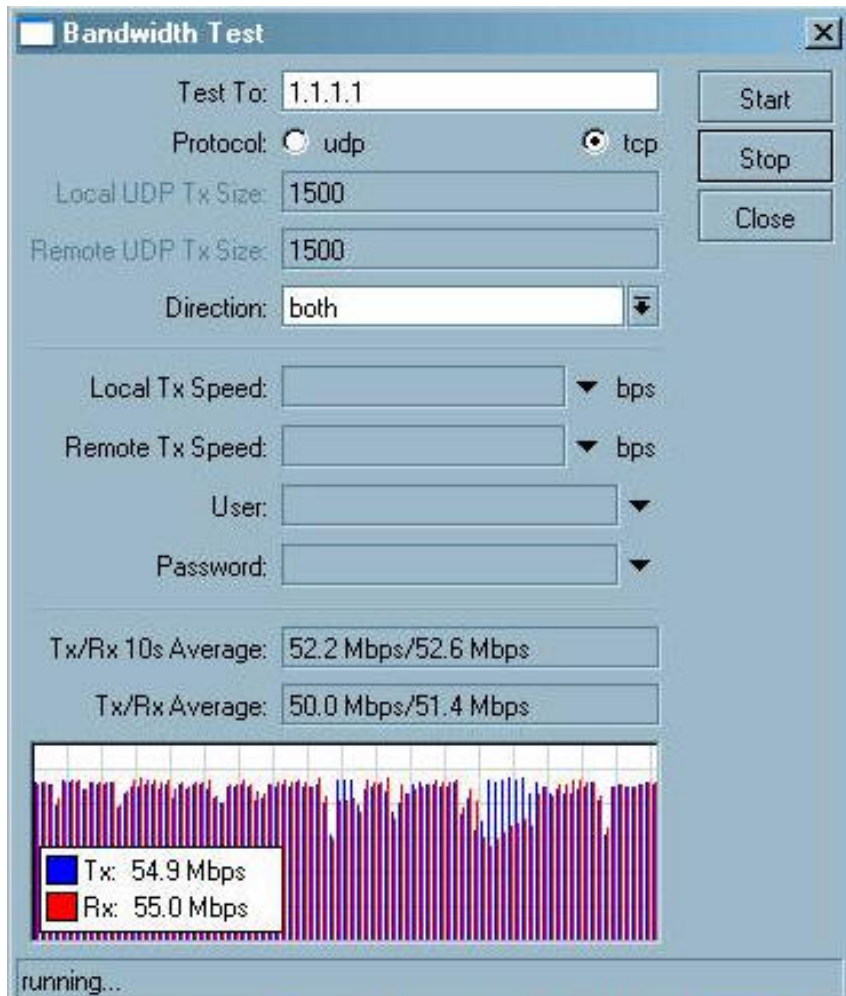 Bandwidth Test
Test To: 1.1.1.1
Start
Protocol: udp tcp
Stop
Local UDP Tx Size: 1500
Close
Remote UDP Tx Size: 1500
Direction: both
Local Tx Speed: bps
Remote Tx Speed: bps
User:
Password:
Tx/Rx 10s Average: 52.2 Mbps/52.6 Mbps
Tx/Rx Average: 50.0 Mbps/51.4 Mbps
Tx: 54.9 Mbps
Rx: 55.0 Mbps
running...